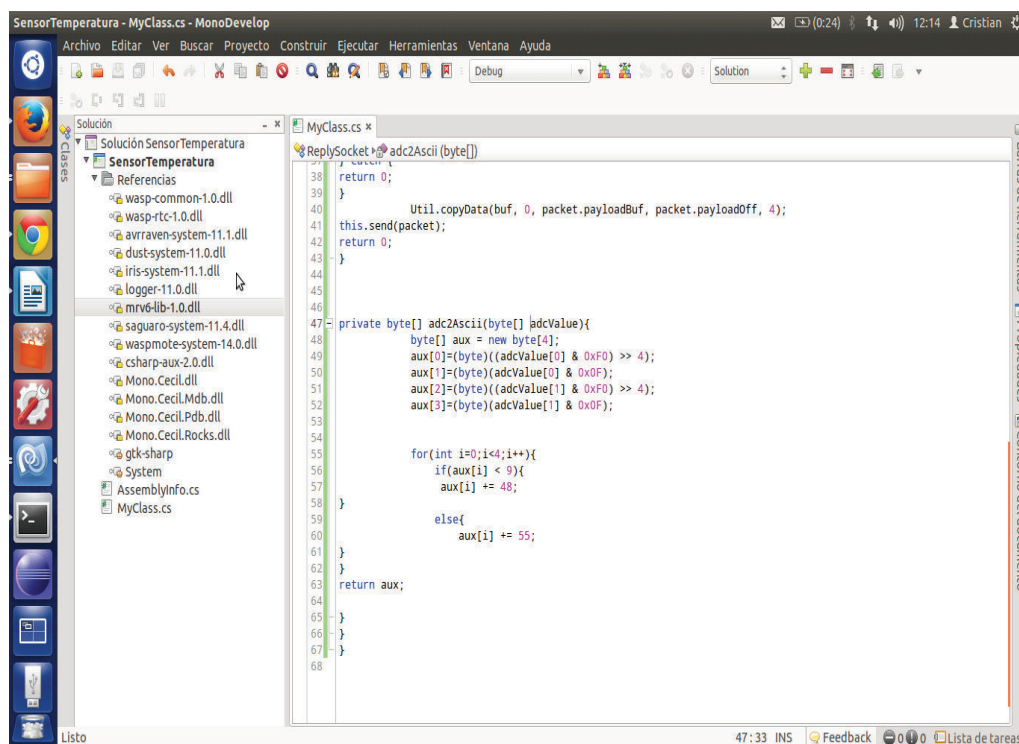 SensorTemperatura - MyClass.cs - MonoDevelop (0:24) 12:14 Cristian
Archivo Editar Ver Buscar Proyecto Construir Ejecutar Herramientas Ventana Ayuda
Debug Solution
Solución
MyClass.cs
Clases
Solución SensorTemperatura
SensorTemperatura
Referencias
wasp-common-1.0.dll
wasp-rtc-1.0.dll
avrraven-system-11.1.dll
dust-system-11.0.dll
iris-system-11.1.dll
logger-11.0.dll
mrv6-lib-1.0.dll
saguaro-system-11.4.dll
waspmote-system-14.0.dll
csharp-aux-2.0.dll
Mono.Cecil.dll
Mono.Cecil.Mdb.dll
Mono.Cecil.Pdb.dll
Mono.Cecil.Rocks.dll
gtk-sharp
System
AssemblyInfo.cs
MyClass.cs
ReplySocket adc2Ascii (byte[])
37 } catch {
38 return 0;
39 }
40 Util.copyData(buf, 0, packet.payloadBuf, packet.payloadOff, 4);
41 this.send(packet);
42 return 0;
43 }
44
45
46
47 private byte[] adc2Ascii(byte[] adcValue){
48 byte[] aux = new byte[4];
49 aux[0]=(byte)((adcValue[0] & 0xF0) >> 4);
50 aux[1]=(byte)(adcValue[0] & 0x0F);
51 aux[2]=(byte)((adcValue[1] & 0xF0) >> 4);
52 aux[3]=(byte)(adcValue[1] & 0x0F);
53
54
55 for(int i=0;i<4;i++){
56 if(aux[i] < 9){
57 aux[i] += 48;
58 }
59 else{
60 aux[i] += 55;
61 }
62 }
63 return aux;
64
65 }
66 }
67 }
68
Listo 47:33 INS Feedback 0 0 Lista de tareas